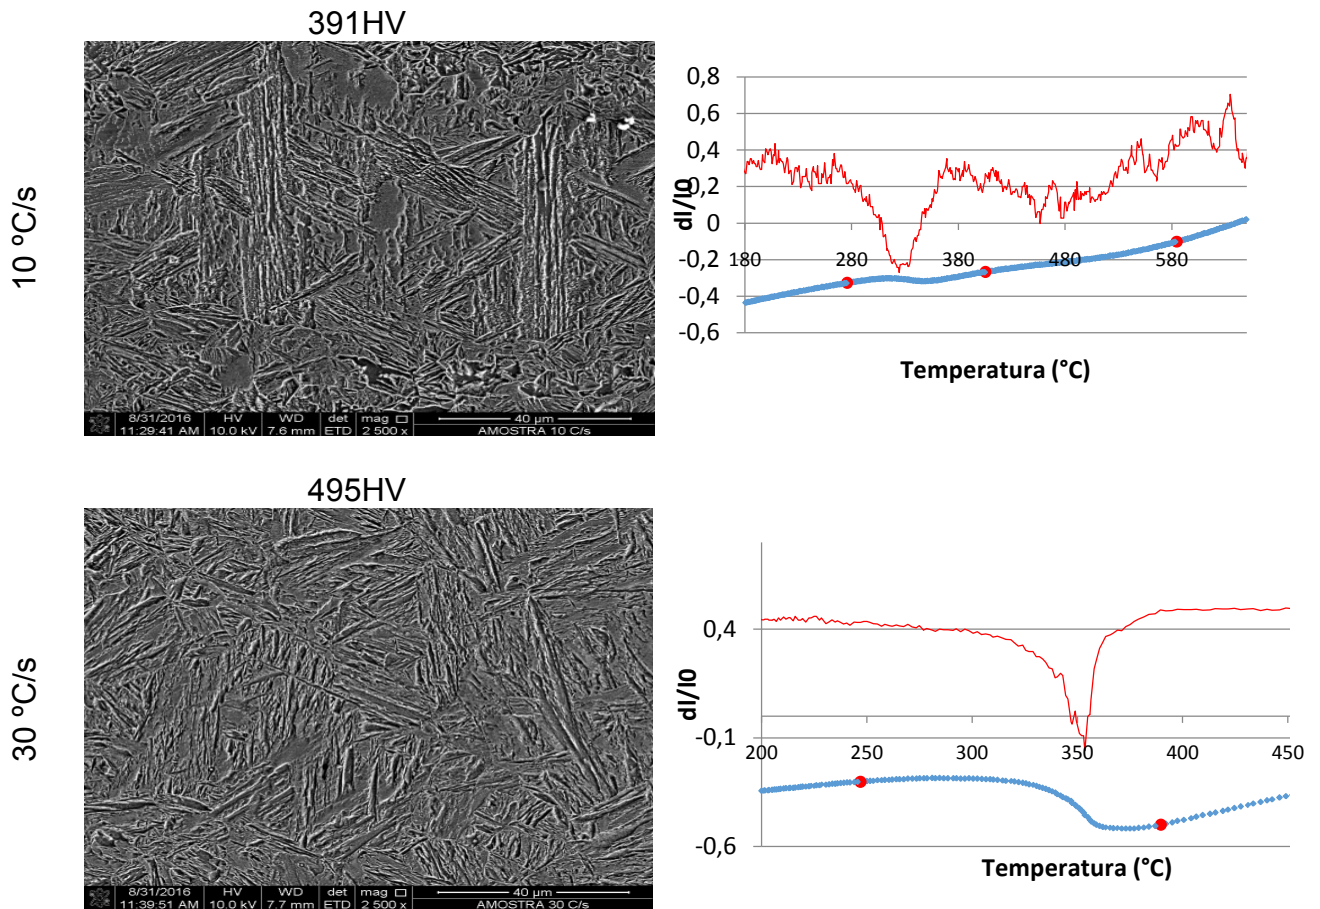 391HV
10 ºC/s
8/31/2016 HV WD det mag 40 µm
11:29:41 AM 10.0 kV 7.6 mm ETD 2 500 x AMOSTRA 10 C/s
0,8
0,6
0,4
0,2
0
-0,2
-0,4
-0,6
dl/l0
180 280 380 480 580
Temperatura (°C)
495HV
30 ºC/s
8/31/2016 HV WD det mag 40 µm
11:39:51 AM 10.0 kV 7.7 mm ETD 2 500 x AMOSTRA 30 C/s
0,4
-0,1
-0,6
dl/l0
200 250 300 350 400 450
Temperatura (°C)